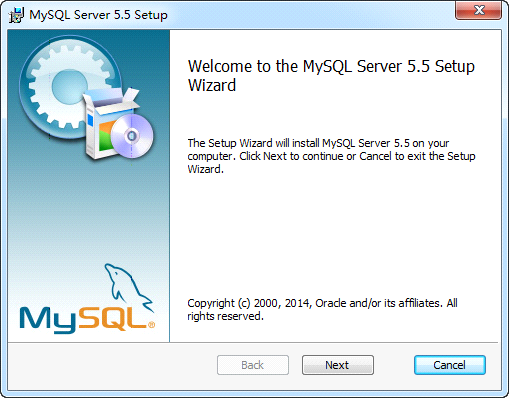 MySQL Server 5.5 Setup
Welcome to the MySQL Server 5.5 Setup
Wizard
The Setup Wizard will install MySQL Server 5.5 on your
computer. Click Next to continue or Cancel to exit the Setup
Wizard.
MySQL®
Copyright (c) 2000, 2014, Oracle and/or its affiliates. All
rights reserved.
Back
Next
Cancel